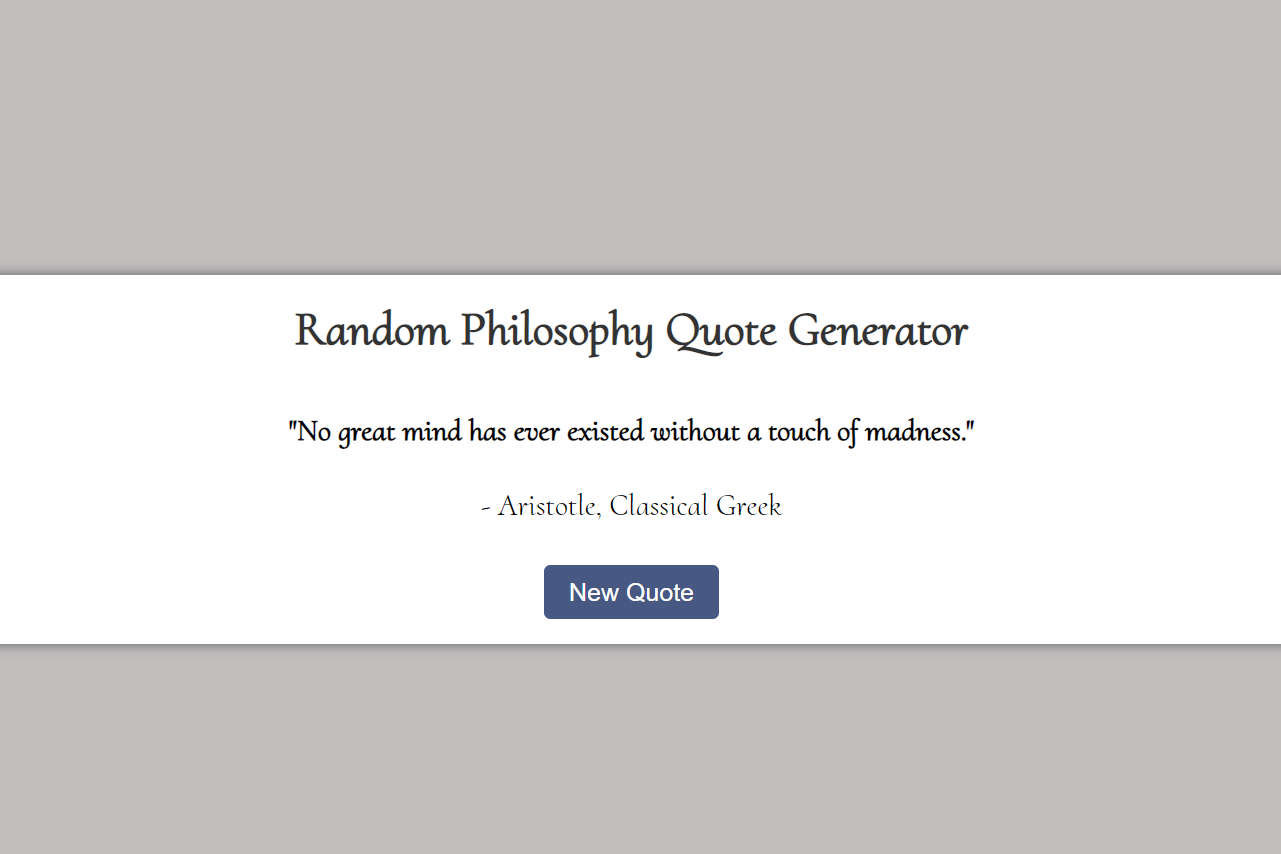 Random Philosophy Quote Generator
"No great mind has ever existed without a touch of madness."
- Aristotle, Classical Greek
New Quote